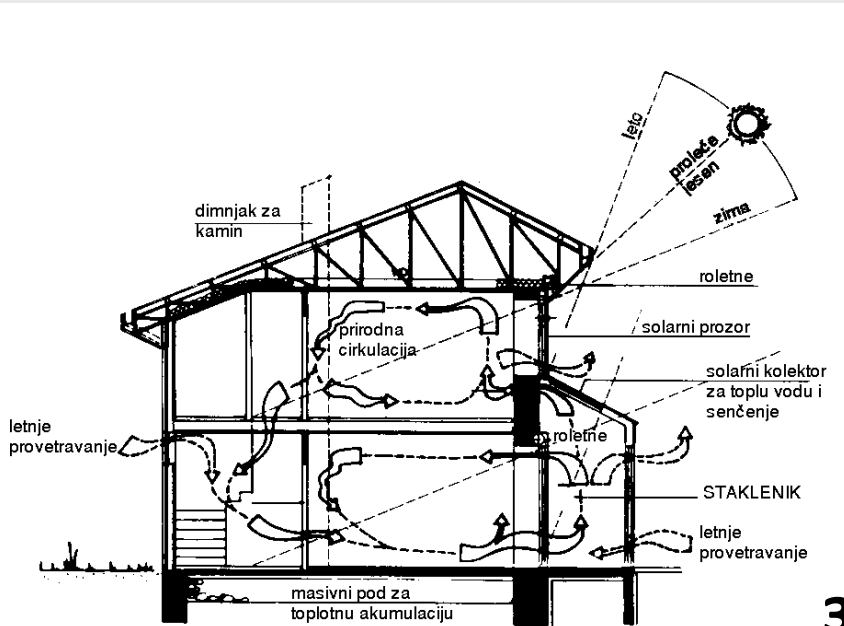 leto
proleće
jesen
zima
dimnjak za
kamin
roletne
prirodna
cirkulacija
solarni prozor
solarni kolektor
za toplu vodu i
senčenje
letnje
provetravanje
roletne
STAKLENIK
letnje
provetravanje
masivni pod za
toplotnu akumulaciju
3